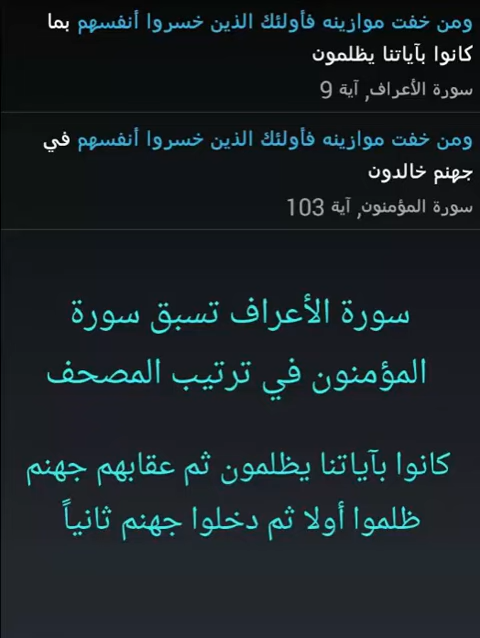 ومن خفت موازينه فأولئك الذين خسروا أنفسهم بما
كانوا بآياتنا يظلمون
سورة الأعراف, آية 9
ومن خفت موازينه فأولئك الذين خسروا أنفسهم في
جهنم خالدون
سورة المؤمنون, آية 103
سورة الأعراف تسبق سورة
المؤمنون في ترتيب المصحف
كانوا بآياتنا يظلمون ثم عقابهم جهنم
ظلموا أولا ثم دخلوا جهنم ثانياً